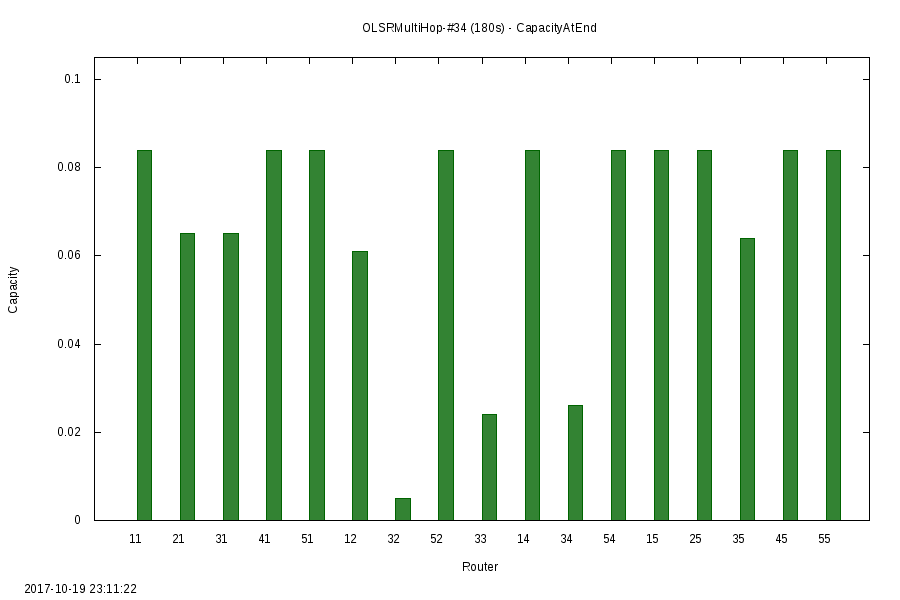 OLSRMultiHop-#34 (180s) - CapacityAtEnd
0.1
0.08
0.06
0.04
0.02
0
Capacity
11 21 31 41 51 12 32 52 33 14 34 54 15 25 35 45 55
Router
2017-10-19 23:11:22